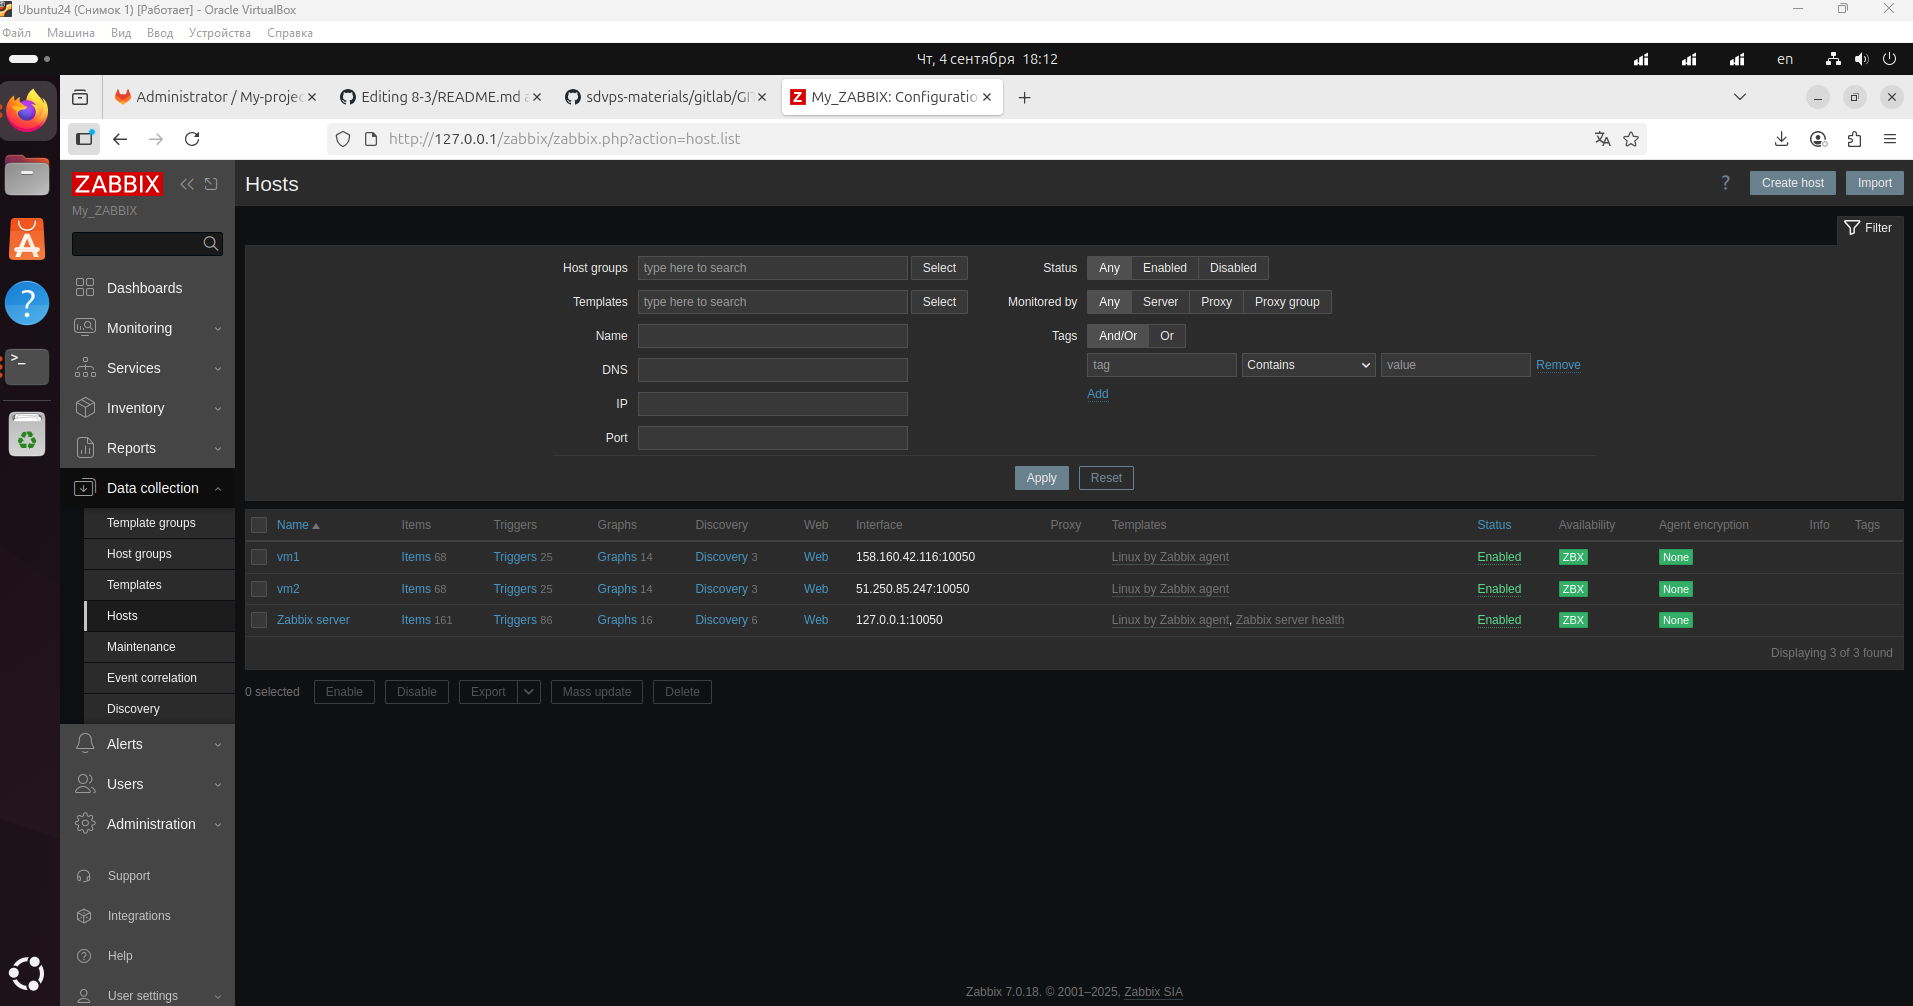 Ubuntu24 (Снимок 1) [Работает] - Oracle VirtualBox
Файл Машина Вид Ввод Устройства Справка
Чт, 4 сентября 18:12
en
Administrator / My-projec
Editing 8-3/README.md a
sdvps-materials/gitlab/GIT
My_ZABBIX: Configuratio
http://127.0.0.1/zabbix/zabbix.php?action=host.list
ZABBIX
My_ZABBIX
Dashboards
Monitoring
Services
Inventory
Reports
Data collection
Template groups
Host groups
Templates
Hosts
Maintenance
Event correlation
Discovery
Alerts
Users
Administration
Support
Integrations
Help
User settings
Hosts
? Create host Import
Filter
Host groups type here to search Select
Templates type here to search Select
Name
DNS
IP
Port
Status Any Enabled Disabled
Monitored by Any Server Proxy Proxy group
Tags And/Or Or
tag Contains value Remove
Add
Apply Reset
Name Items Triggers Graphs Discovery Web Interface Proxy Templates Status Availability Agent encryption Info Tags
vm1 Items 68 Triggers 25 Graphs 14 Discovery 3 Web 158.160.42.116:10050 Linux by Zabbix agent Enabled ZBX None
vm2 Items 68 Triggers 25 Graphs 14 Discovery 3 Web 51.250.85.247:10050 Linux by Zabbix agent Enabled ZBX None
Zabbix server Items 161 Triggers 86 Graphs 16 Discovery 6 Web 127.0.0.1:10050 Linux by Zabbix agent, Zabbix server health Enabled ZBX None
Displaying 3 of 3 found
0 selected Enable Disable Export Mass update Delete
Zabbix 7.0.18. © 2001–2025, Zabbix SIA